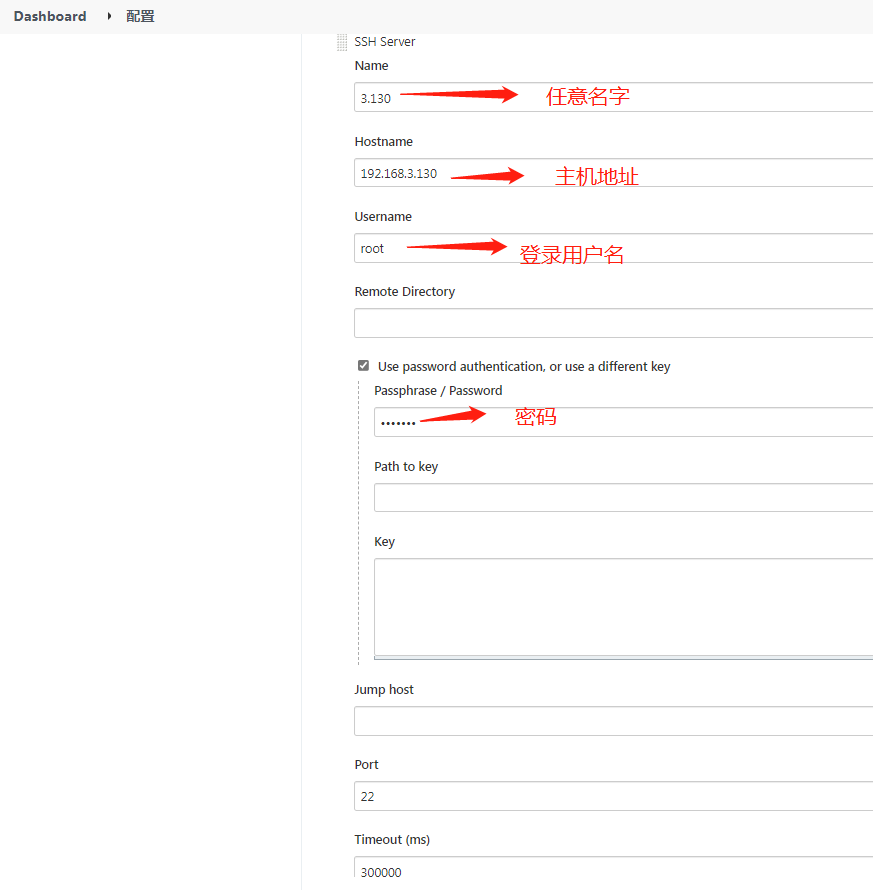 Dashboard 配置
SSH Server
Name
3.130 任意名字
Hostname
192.168.3.130 主机地址
Username
root 登录用户名
Remote Directory
Use password authentication, or use a different key
Passphrase / Password
••••••• 密码
Path to key
Key
Jump host
Port
22
Timeout (ms)
300000